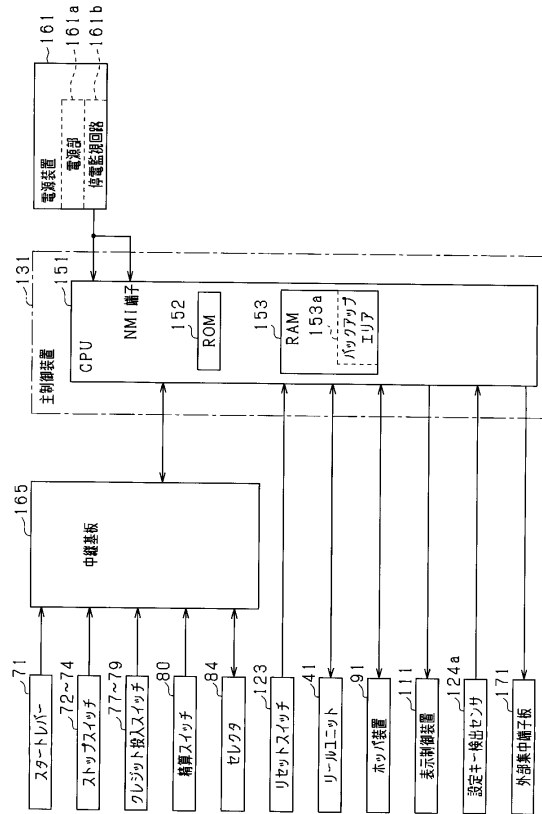 スタートレバー
71
ストップスイッチ
72~74
クレジット投入スイッチ
77~79
精算スイッチ
80
セレクタ
84
リセットスイッチ
123
リールユニット
41
ホッパ装置
91
表示制御装置
111
設定キー検出センサ
124a
外部集中端子板
171
中継基板
165
主制御装置
131
CPU
151
NMI端子
152
ROM
153
RAM
153a
バックアップ
エリア
電源装置
161
電源部
161a
停電監視回路
161b